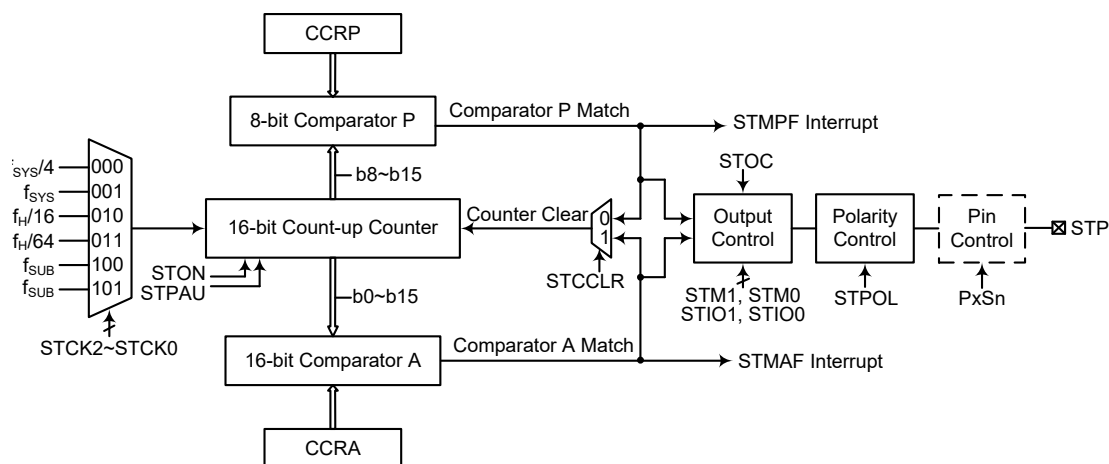 CCRP
8-bit Comparator P
Comparator P Match
STMPF Interrupt
b8~b15
SYS/4
000
fSYS
001
fH/16
010
fH/64
011
fSUB
100
fSUB
101
STCK2~STCK0
16-bit Count-up Counter
STON
STPAU
Counter Clear
0
1
STCCLR
STOC
Output
Control
STM1, STM0
STIO1, STIO0
Polarity
Control
STPOL
Pin
Control
PxSn
STP
b0~b15
16-bit Comparator A
Comparator A Match
STMAF Interrupt
CCRA